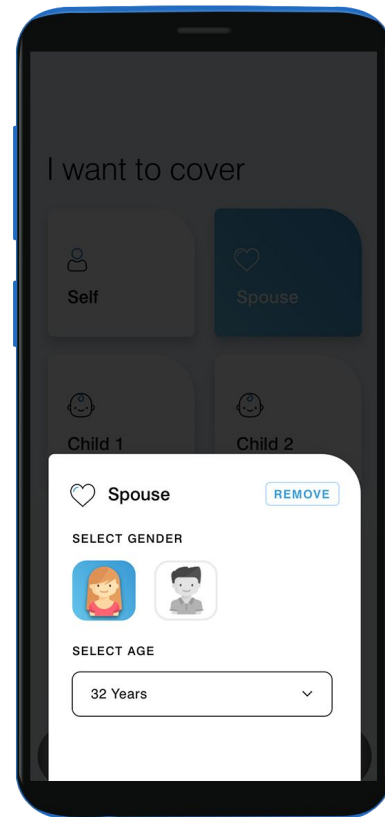 I want to cover
Self
Spouse
Child 1
Child 2
Spouse
REMOVE
SELECT GENDER
SELECT AGE
32 Years